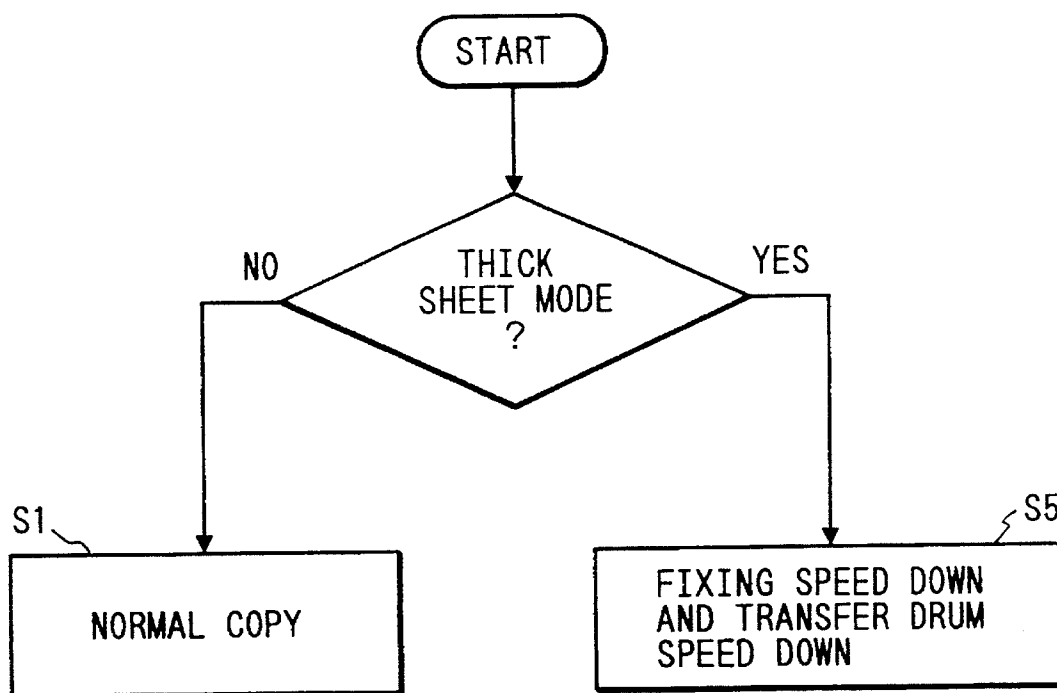 START
THICK
SHEET MODE
?
NO
YES
S1
NORMAL COPY
S5
FIXING SPEED DOWN
AND TRANSFER DRUM
SPEED DOWN